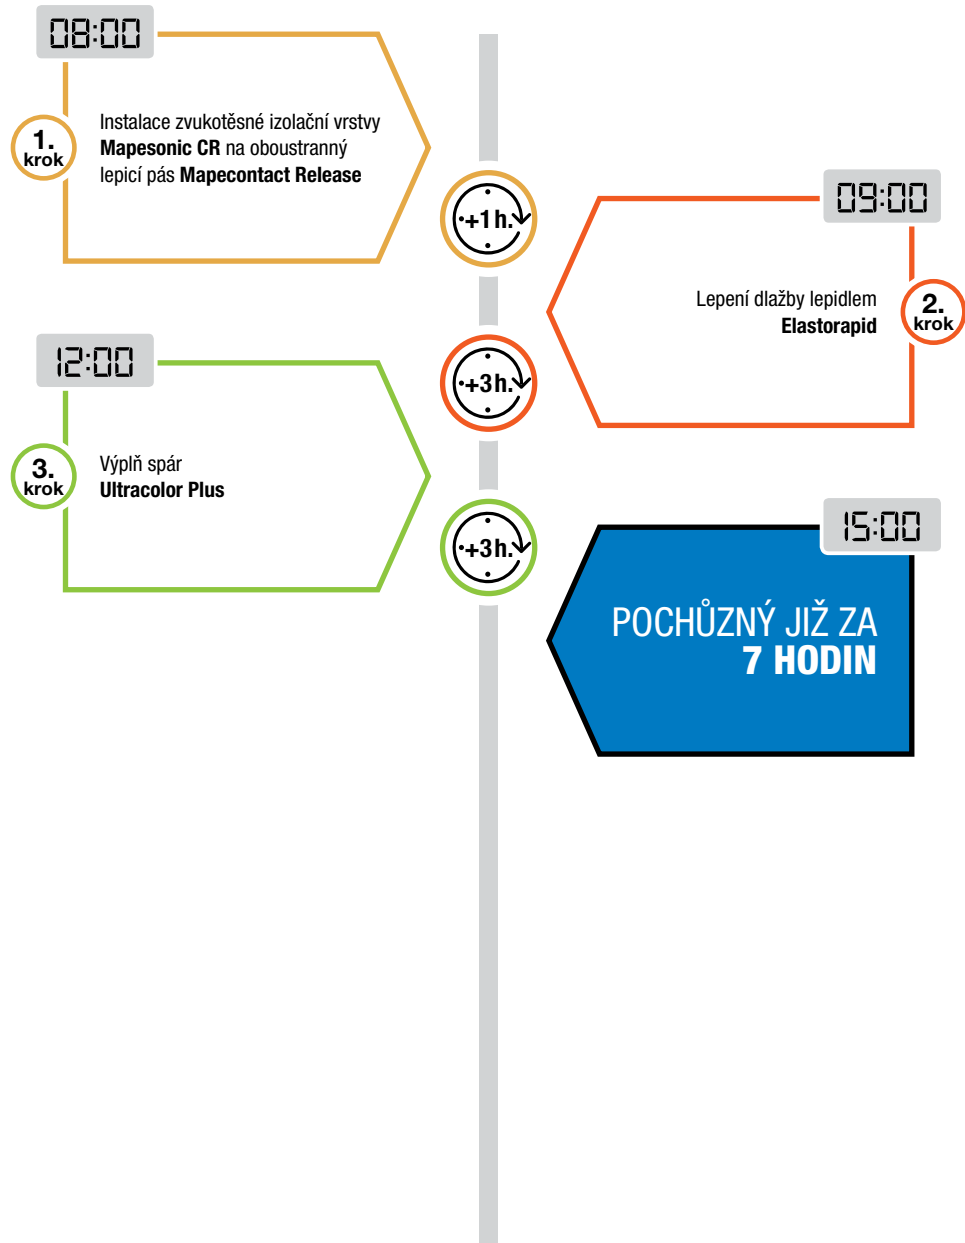 08:00
1.
krok
Instalace zvukotěsné izolační vrstvy
Mapesonic CR na oboustranný
lepicí pás Mapecontact Release
+1 h.
09:00
Lepení dlažby lepidlem
Elastorapid
2.
krok
+3 h.
12:00
3.
krok
Výplň spár
Ultracolor Plus
+3 h.
15:00
POCHŮZNÝ JIŽ ZA
7 HODIN